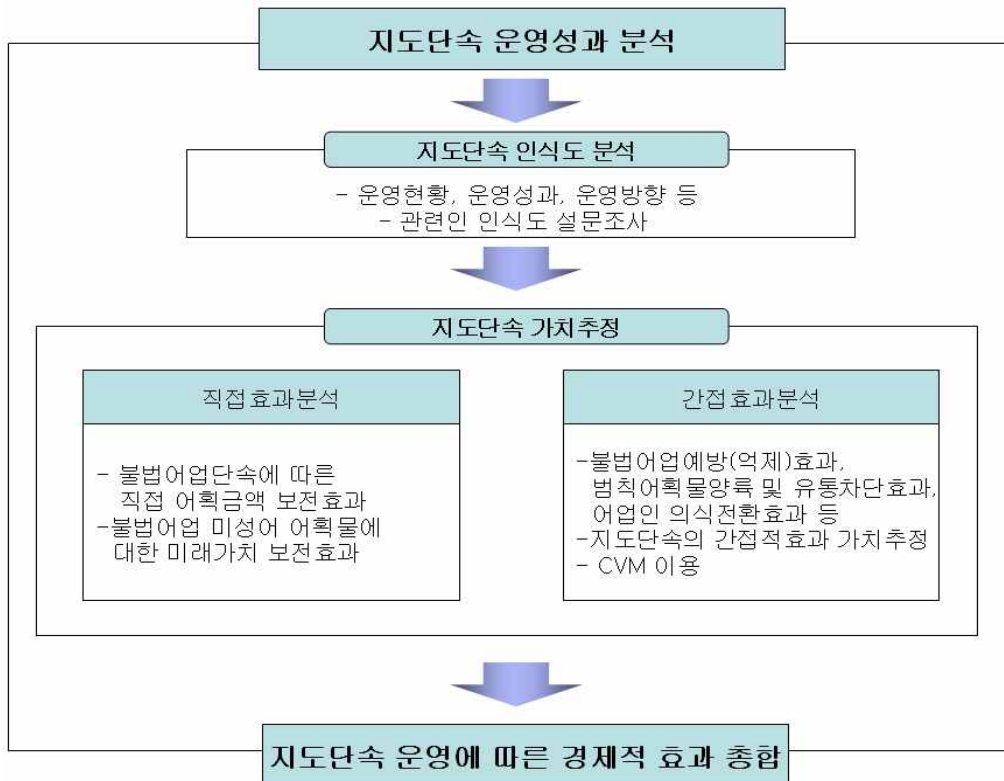 지도단속 운영성과 분석
지도단속 인식도 분석
- 운영현황, 운영성과, 운영방향 등
- 관련인 인식도 설문조사
지도단속 가치추정
직접효과분석
- 불법어업단속에 따른
직접 어획금액 보전효과
-불법어업 미성어 어획물에
대한 미래가치 보전효과
간접효과분석
-불법어업예방(억제)효과,
범칙어획물양륙 및 유통차단효과,
어업인 의식전환효과 등
-지도단속의 간접적효과 가치추정
- CVM 이용
지도단속 운영에 따른 경제적 효과 총합